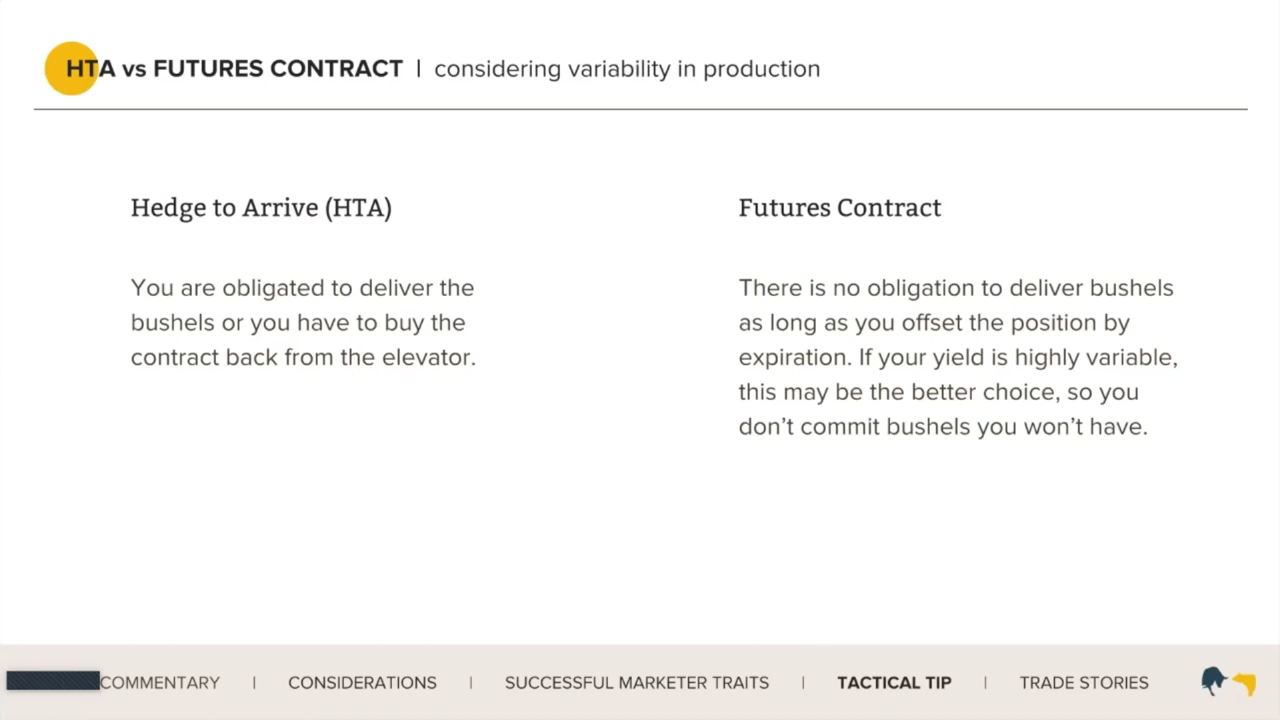 HTA vs FUTURES CONTRACT | considering variability in production
Hedge to Arrive (HTA)
You are obligated to deliver the
bushels or you have to buy the
contract back from the elevator.
Futures Contract
There is no obligation to deliver bushels
as long as you offset the position by
expiration. If your yield is highly variable,
this may be the better choice, so you
don't commit bushels you won't have.
COMMENTARY | CONSIDERATIONS | SUCCESSFUL MARKETER TRAITS | TACTICAL TIP | TRADE STORIES